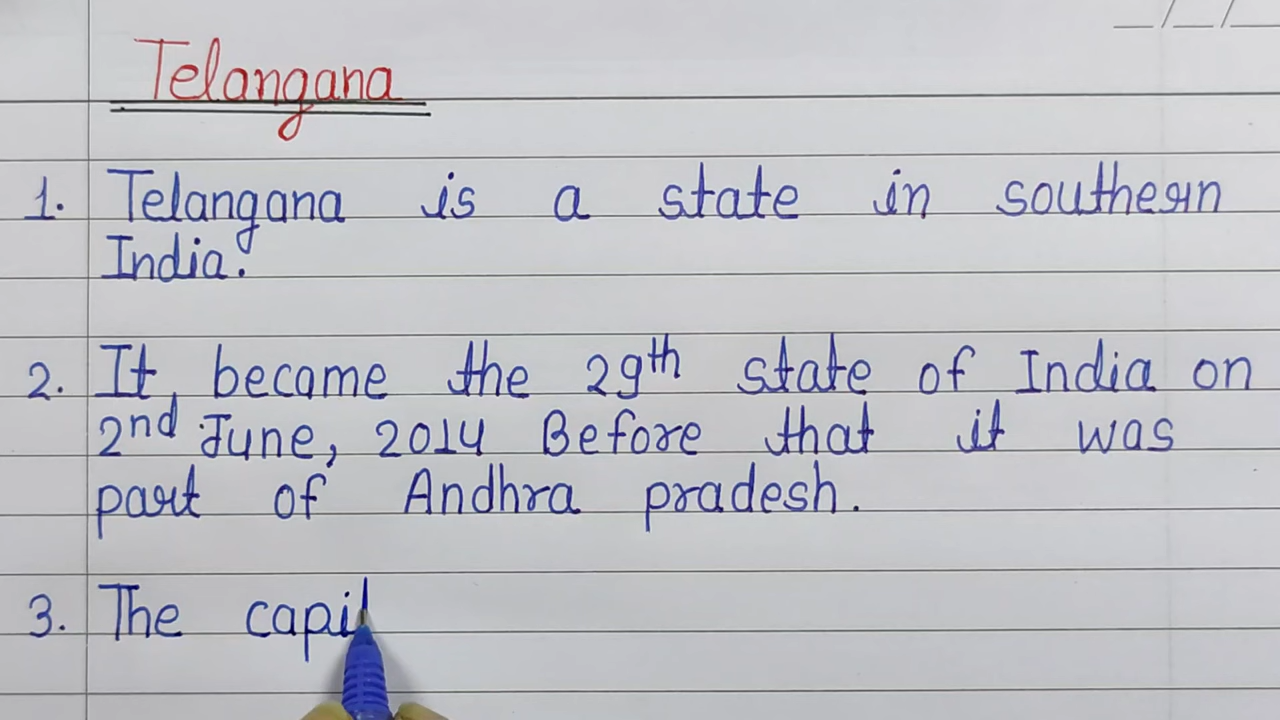 Telangana
1. Telangana is a state in southern
India.
2. It became the 29th state of India on
2nd June, 2014 Before that it was
part of Andhra pradesh.
3. The capit